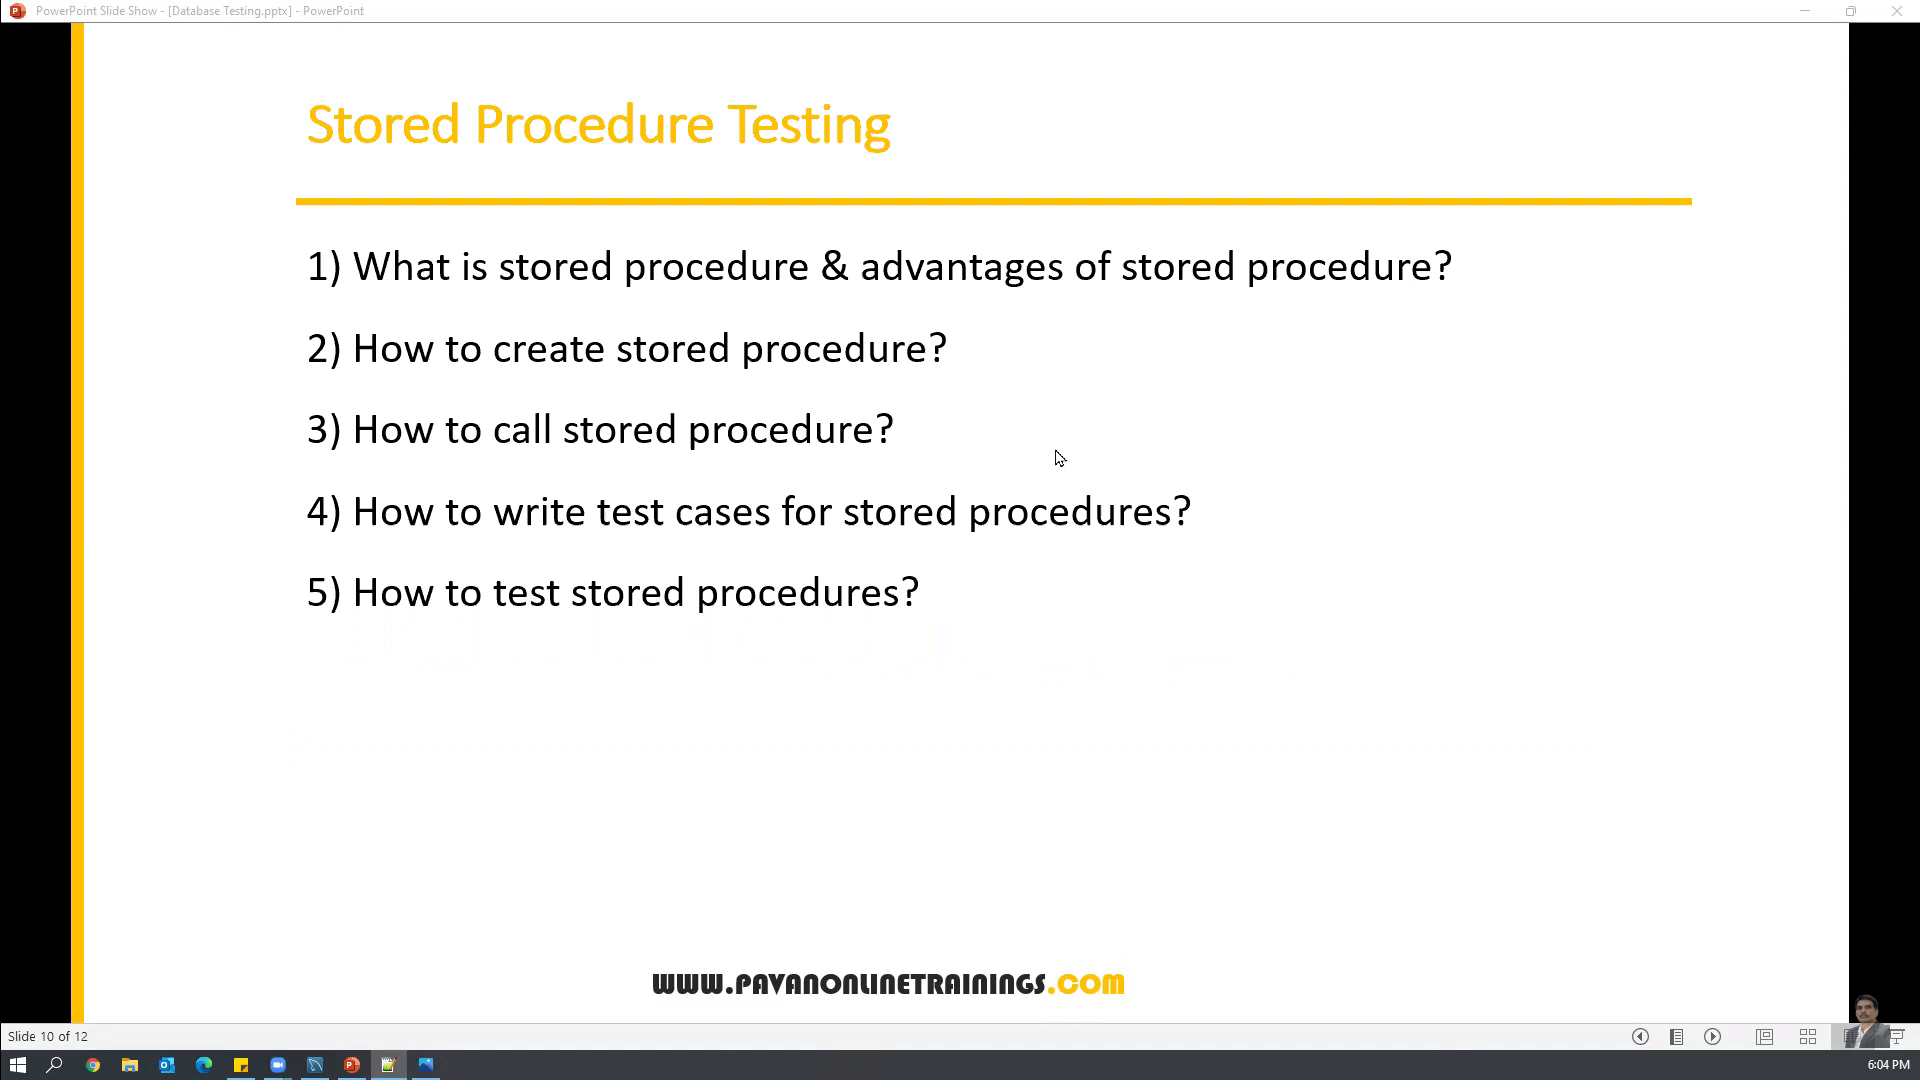 PowerPoint Slide Show - [Database Testing.pptx] - PowerPoint
Stored Procedure Testing
1) What is stored procedure & advantages of stored procedure?
2) How to create stored procedure?
3) How to call stored procedure?
4) How to write test cases for stored procedures?
5) How to test stored procedures?
WWW.PAVANONLINETRAININGS.COM
Slide 10 of 12
6:04 PM